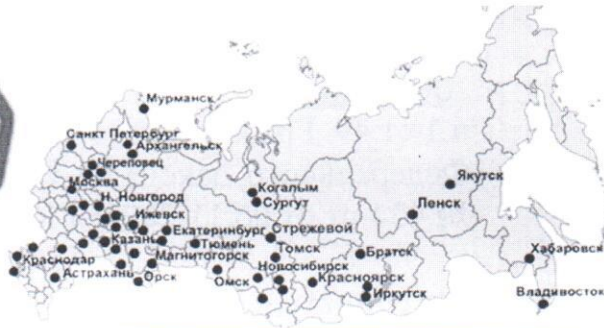 Мурманск
Санкт Петербург
Архангельск
Череповец
Москва
Якутск
Когалым
Сургут
Ленск
Н. Новгород
Ижевск
Екатеринбург
Стрежевой
Казань
Тюмень
Томск
Братск
Хабаровск
Краснодар
Магнитогорск
Новосибирск
Красноярск
Астрахань
Орск
Омск
Иркутск
Владивосток